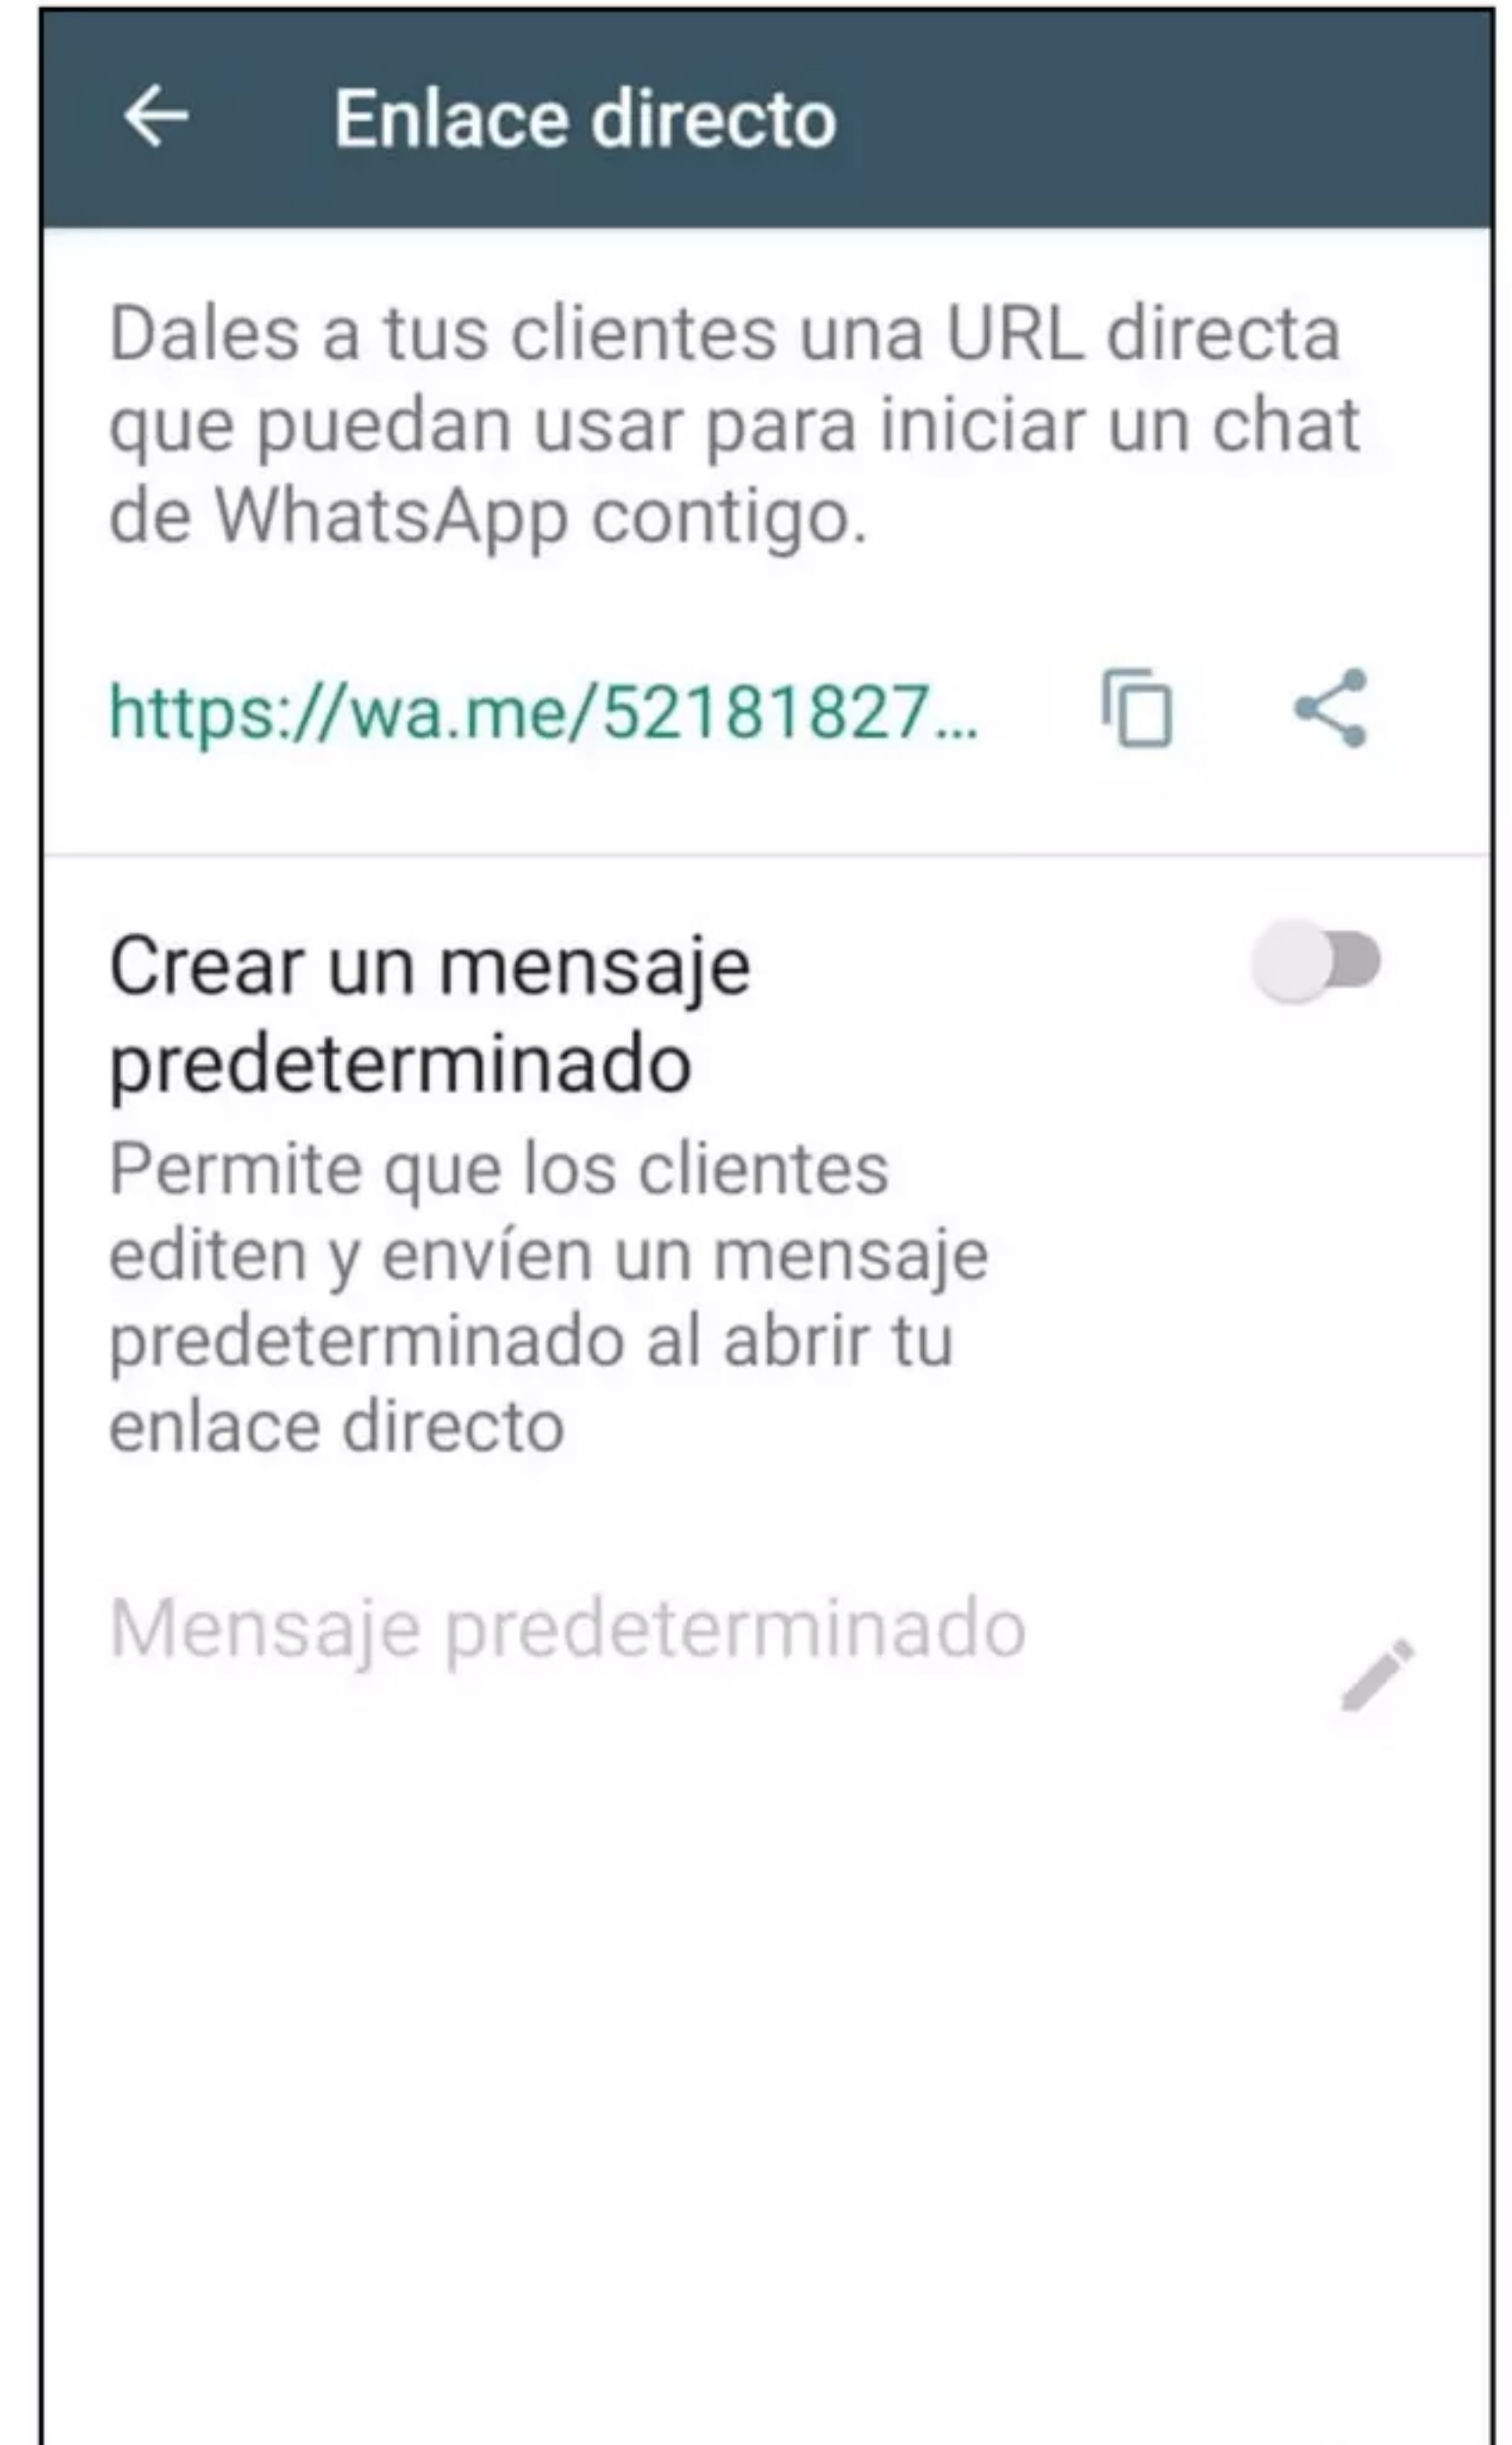 Enlace directo
Dales a tus clientes una URL directa
que puedan usar para iniciar un chat
de WhatsApp contigo.
https://wa.me/52181827...
Crear un mensaje
predeterminado
Permite que los clientes
editen y envíen un mensaje
predeterminado al abrir tu
enlace directo
Mensaje predeterminado